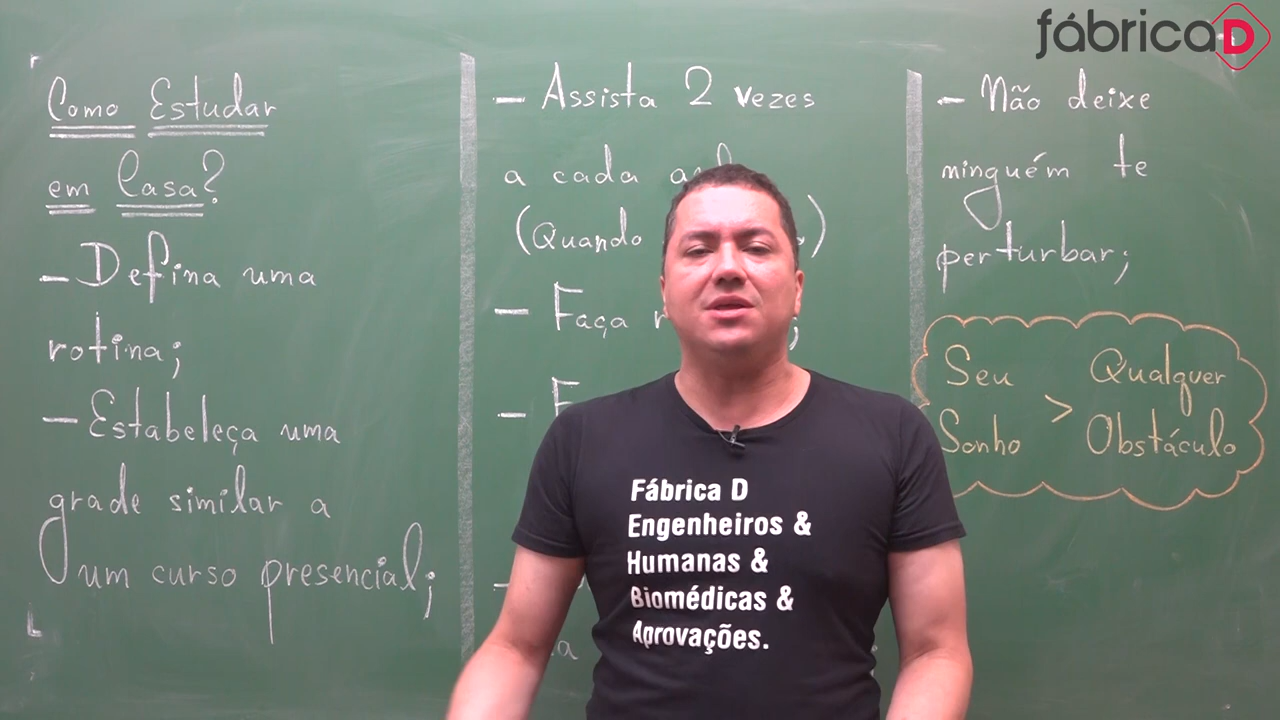 fábricaD
Como Estudar
em Casa?
- Defina uma
rotina;
- Estabeleça uma
grade similar a
um curso presencial;
- Assista 2 vezes
a cada
(Quando )
- Faça
-
-
- Não deixe
ninguém te
perturbar;
Seu Sonho > Qualquer Obstáculo
Fábrica D
Engenheiros &
Humanas &
Biomédicas &
Aprovações.